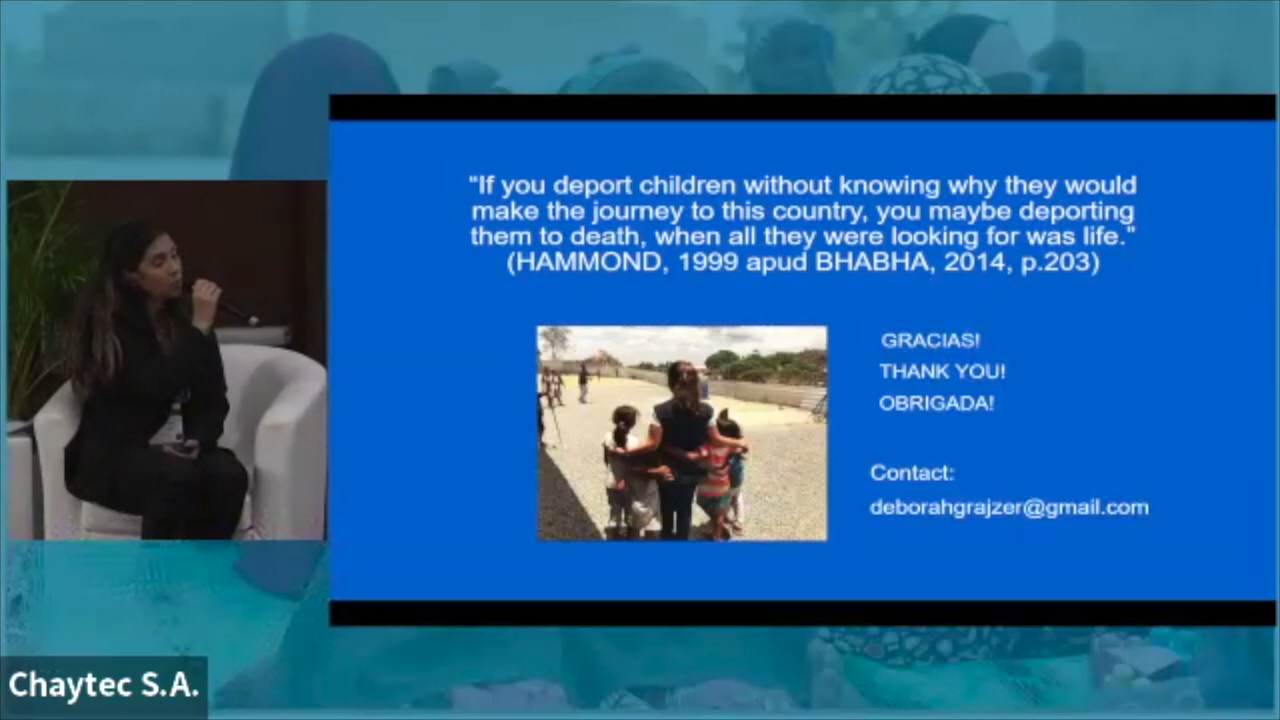 "If you deport children without knowing why they would
make the journey to this country, you maybe deporting
them to death, when all they were looking for was life."
(HAMMOND, 1999 apud BHABHA, 2014, p.203)
GRACIAS!
THANK YOU!
OBRIGADA!
Contact:
deborahgrajzer@gmail.com
Chaytec S.A.